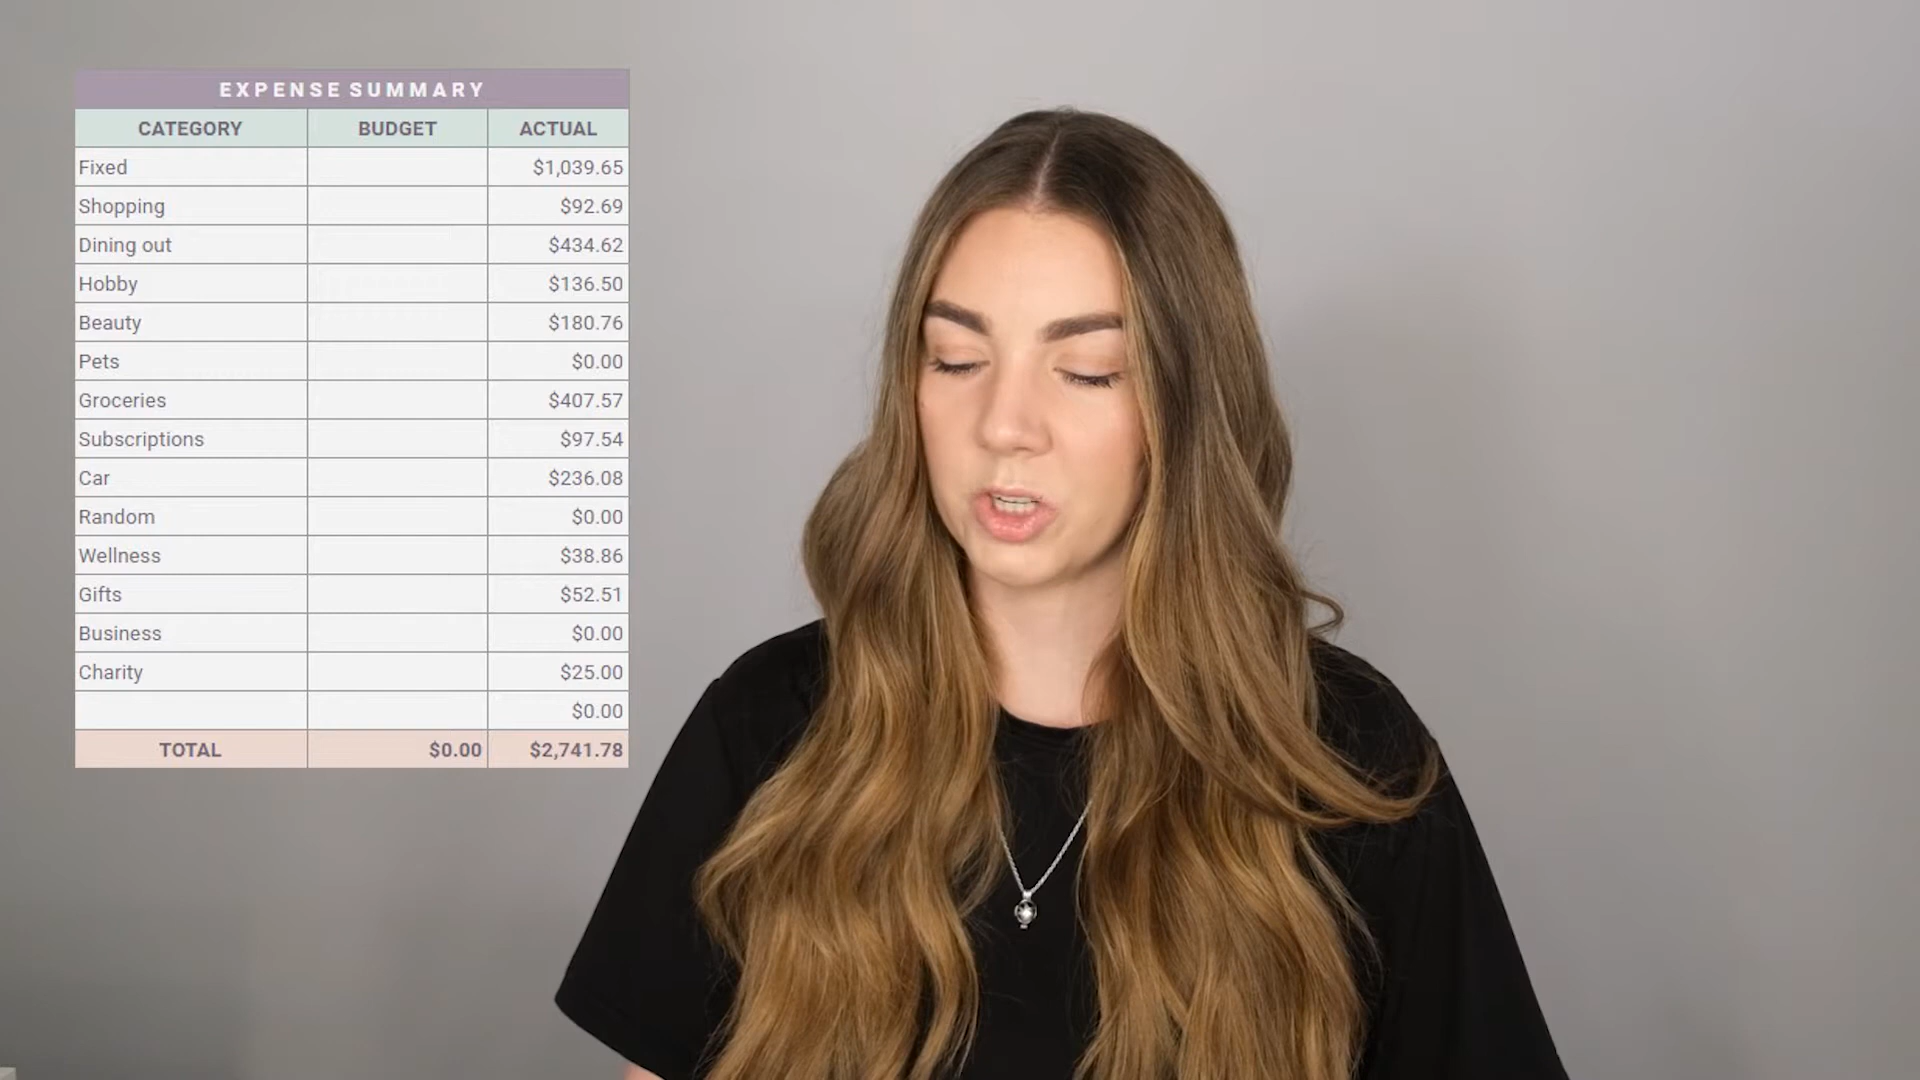 EXPENSE SUMMARY
CATEGORY BUDGET ACTUAL
Fixed $1,039.65
Shopping $92.69
Dining out $434.62
Hobby $136.50
Beauty $180.76
Pets $0.00
Groceries $407.57
Subscriptions $97.54
Car $236.08
Random $0.00
Wellness $38.86
Gifts $52.51
Business $0.00
Charity $25.00
$0.00
TOTAL $0.00 $2,741.78